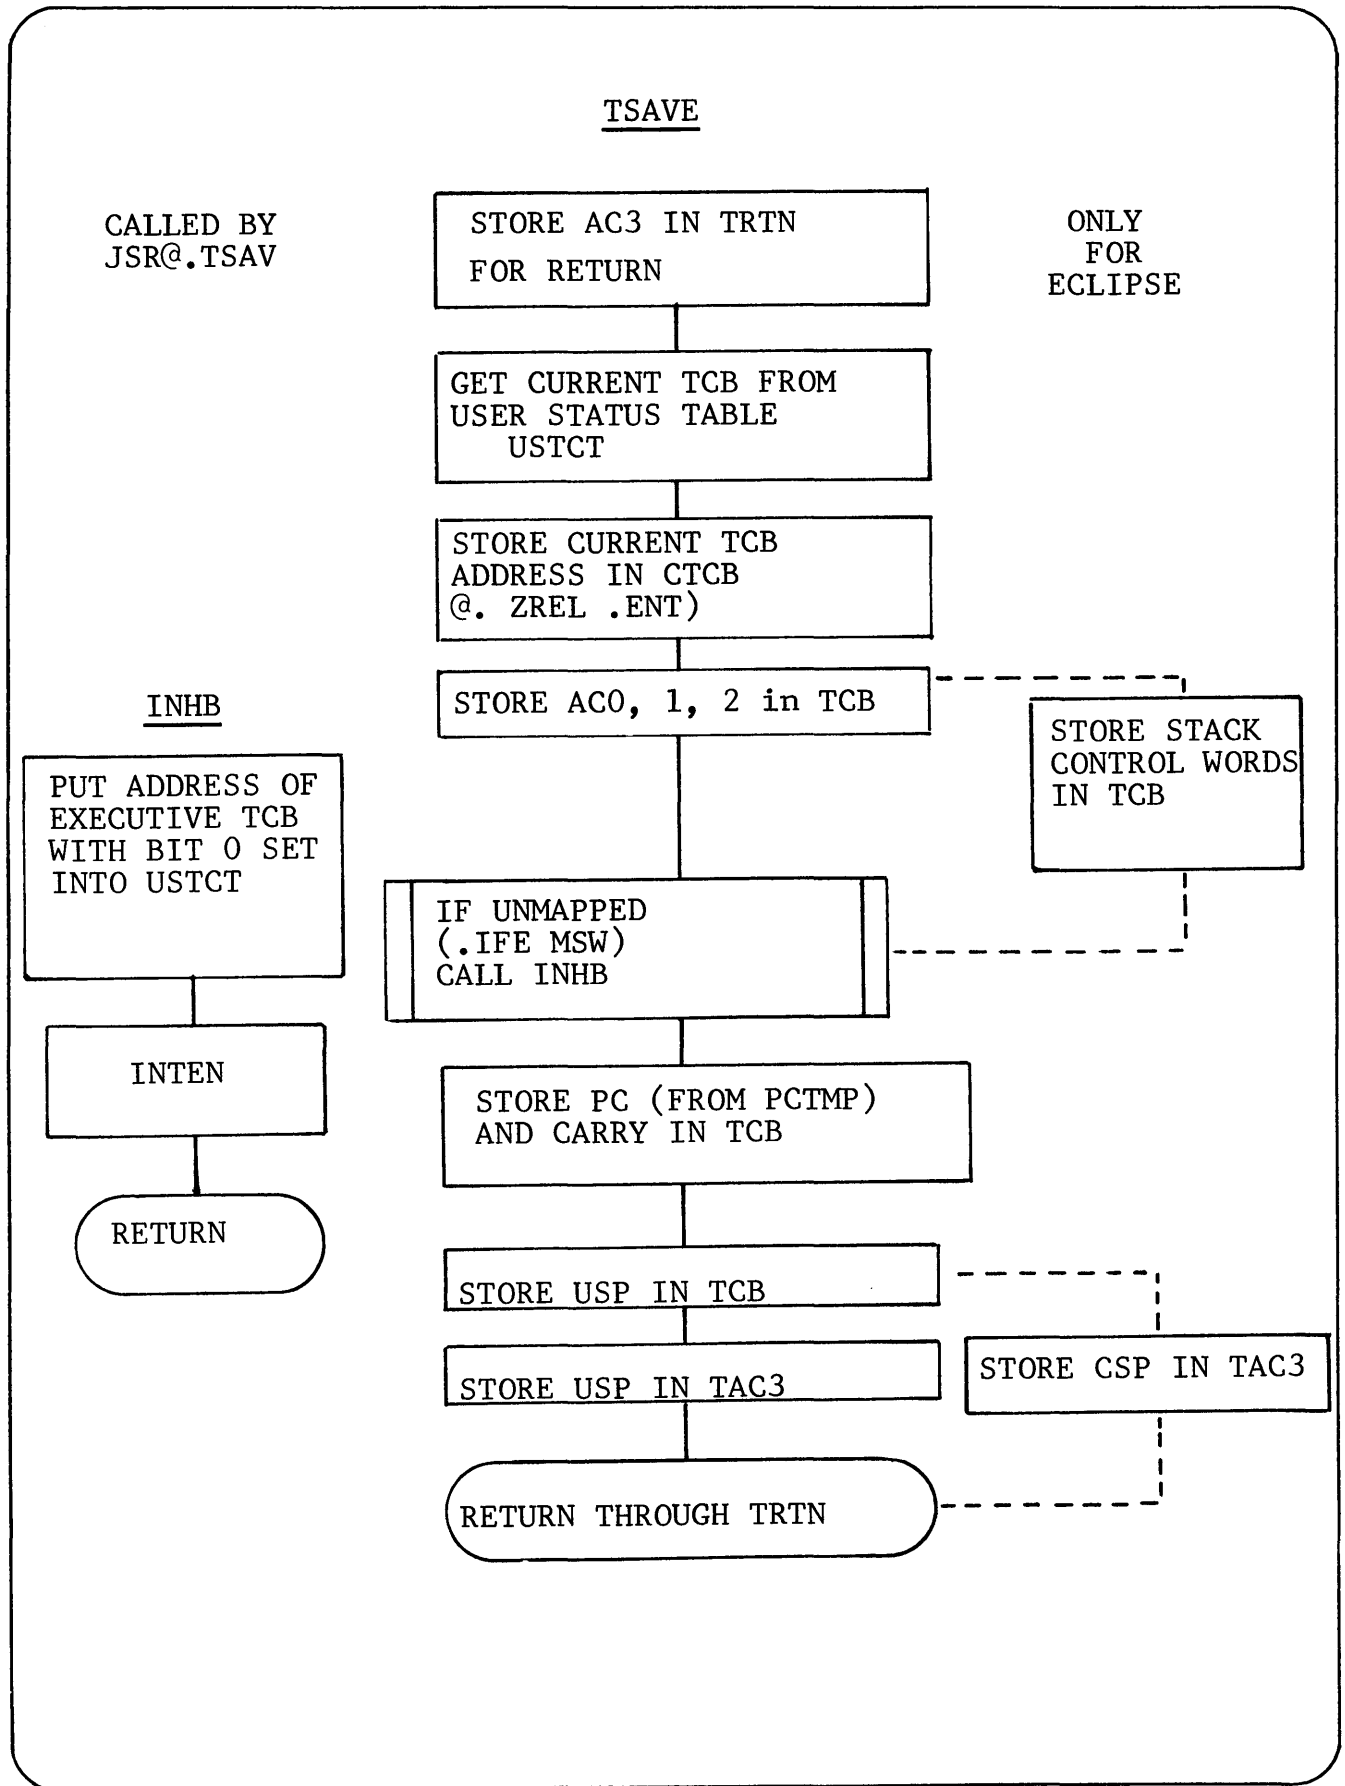 TSAVE
CALLED BY
JSR@.TSAV
STORE AC3 IN TRTN
FOR RETURN
ONLY
FOR
ECLIPSE
GET CURRENT TCB FROM
USER STATUS TABLE
USTCT
STORE CURRENT TCB
ADDRESS IN CTCB
@. ZREL .ENT)
STORE AC0, 1, 2 in TCB
STORE STACK
CONTROL WORDS
IN TCB
INHB
PUT ADDRESS OF
EXECUTIVE TCB
WITH BIT 0 SET
INTO USTCT
IF UNMAPPED
(.IFE MSW)
CALL INHB
INTEN
STORE PC (FROM PCTMP)
AND CARRY IN TCB
RETURN
STORE USP IN TCB
STORE USP IN TAC3
STORE CSP IN TAC3
RETURN THROUGH TRTN